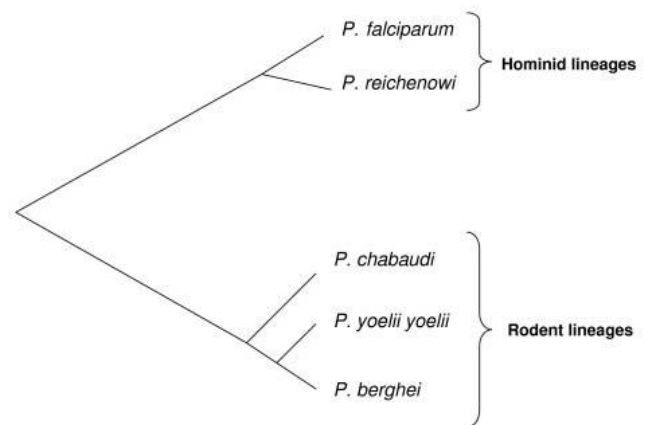 P. falciparum
Hominid lineages
P. reichenowi
P. chabaudi
P. yoelii yoelii
Rodent lineages
P. berghei